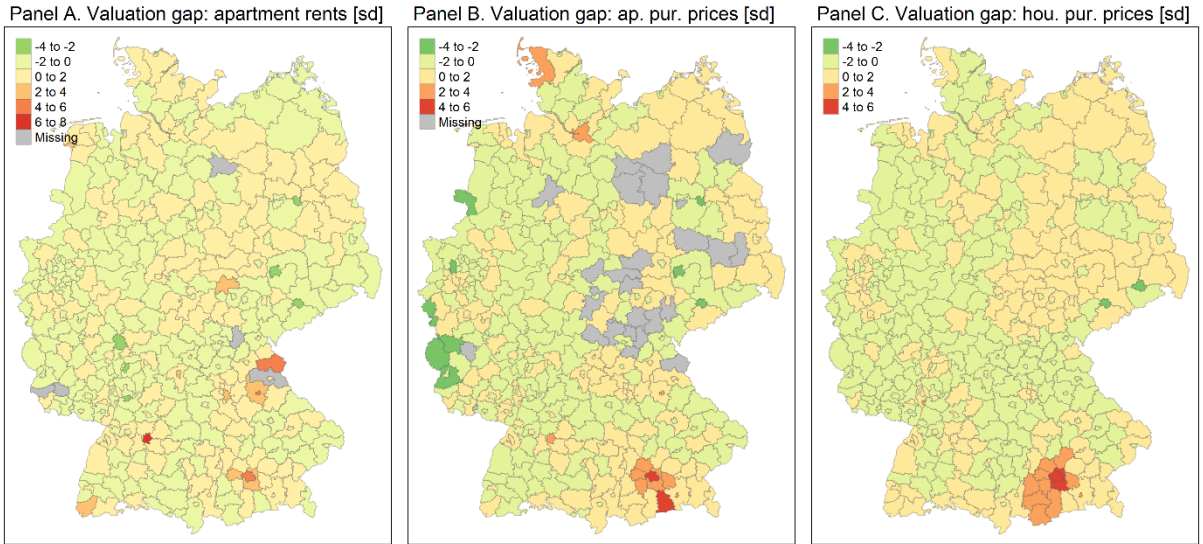 Panel A. Valuation gap: apartment rents [sd]
-4 to -2
-2 to 0
0 to 2
2 to 4
4 to 6
6 to 8
Missing
Panel B. Valuation gap: ap. pur. prices [sd]
-4 to -2
-2 to 0
0 to 2
2 to 4
4 to 6
Missing
Panel C. Valuation gap: hou. pur. prices [sd]
-4 to -2
-2 to 0
0 to 2
2 to 4
4 to 6